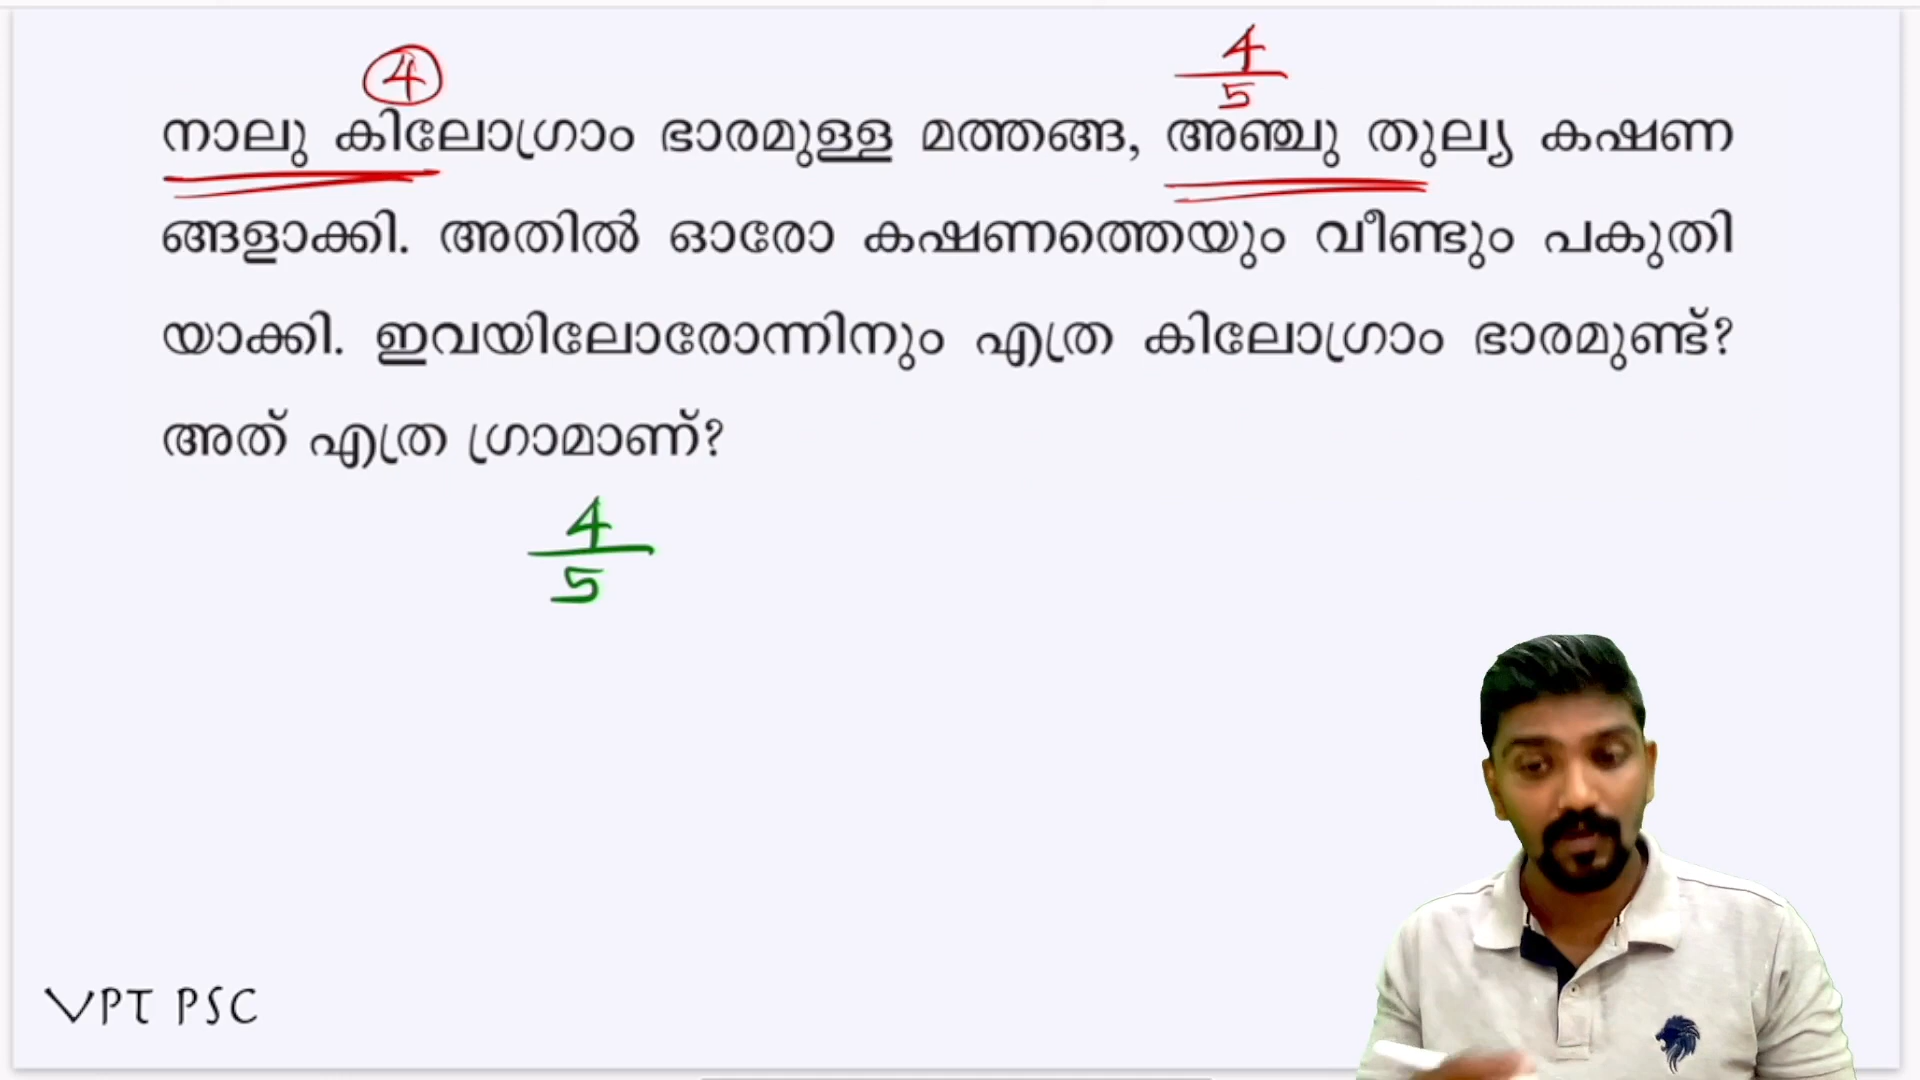 4
4
5
നാലു കിലോഗ്രാം ഭാരമുള്ള മത്തങ്ങ, അഞ്ചു തുല്യ കഷണ
ങ്ങളാക്കി. അതിൽ ഓരോ കഷണത്തെയും വീണ്ടും പകുതി
യാക്കി. ഇവയിലോരോന്നിനും എത്ര കിലോഗ്രാം ഭാരമുണ്ട്?
അത് എത്ര ഗ്രാമാണ്?
4
5
VPT PSC